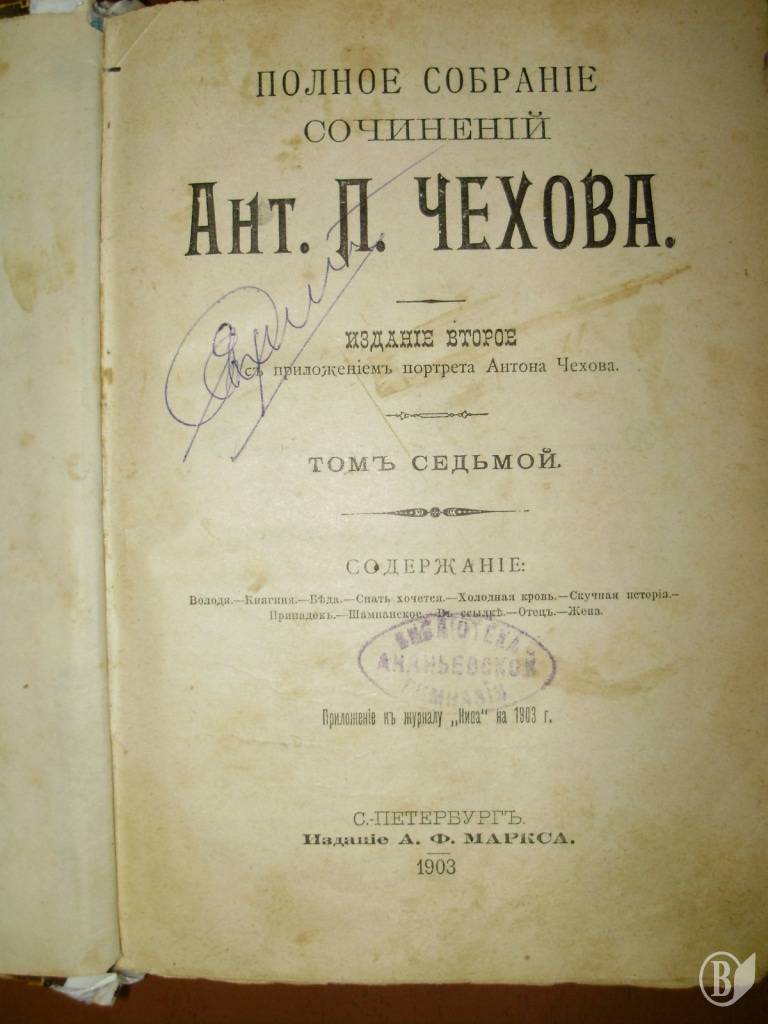 ПОЛНОЕ СОБРАНІЕ
СОЧИНЕНІЙ
АНТ. П. ЧЕХОВА.
ИЗДАНІЕ ВТОРОЕ
съ приложеніемъ портрета Антона Чехова.
ТОМЪ СЕДЬМОЙ.
СОДЕРЖАНІЕ:
Володя.—Княгиня.—Бѣда.—Спать хочется.—Холодная кровь.—Скучная исторія.—
Припадокъ.—Шампанское.—Въ ссылкѣ.—Отецъ.—Жена.
БИБЛІОТЕКА
АНАНЬЕВСКОЙ
ГИМНАЗІИ
Приложеніе къ журналу „Нива“ на 1903 г.
С.-ПЕТЕРБУРГЪ.
Изданіе А. Ф. МАРКСА.
1903
В